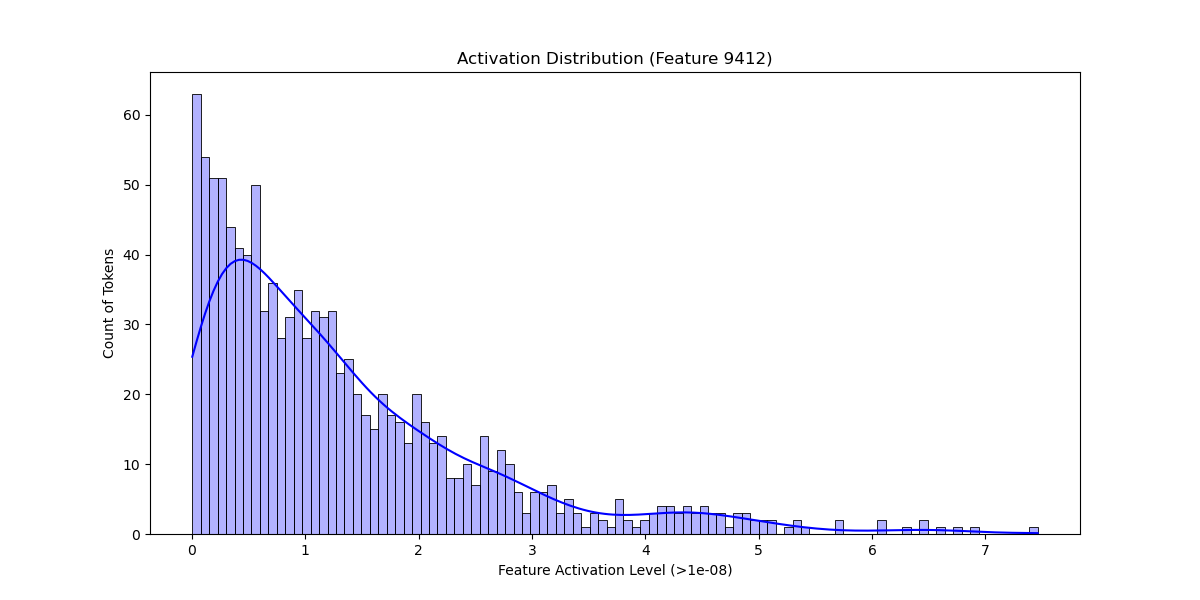 Activation Distribution (Feature 9412)
Count of Tokens
60
50
40
30
20
10
0
0 1 2 3 4 5 6 7
Feature Activation Level (>1e-08)